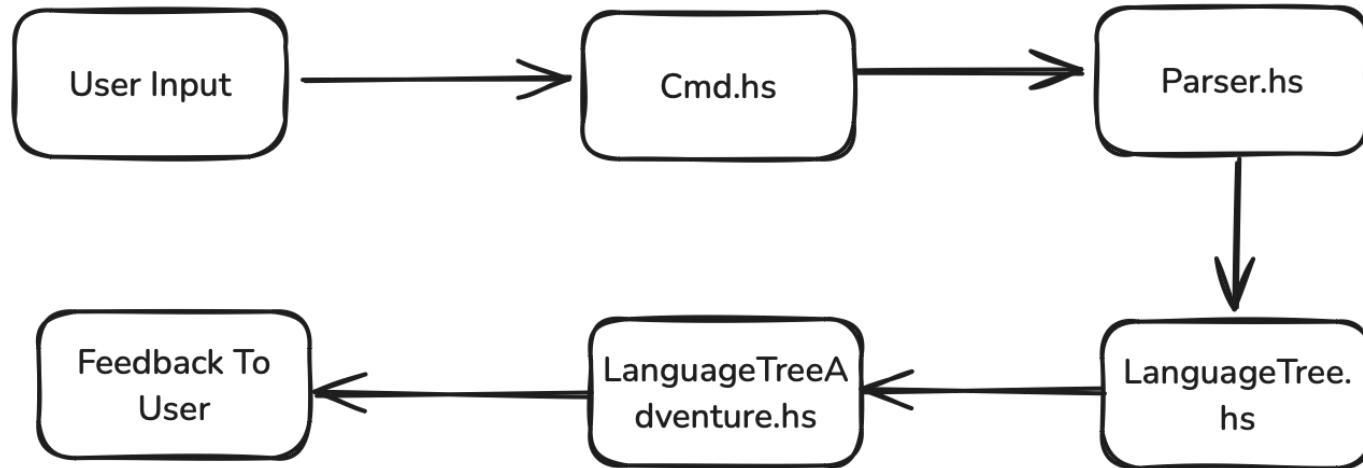 User Input
Cmd.hs
Parser.hs
Feedback To
User
LanguageTreeA
dventure.hs
LanguageTree.
hs